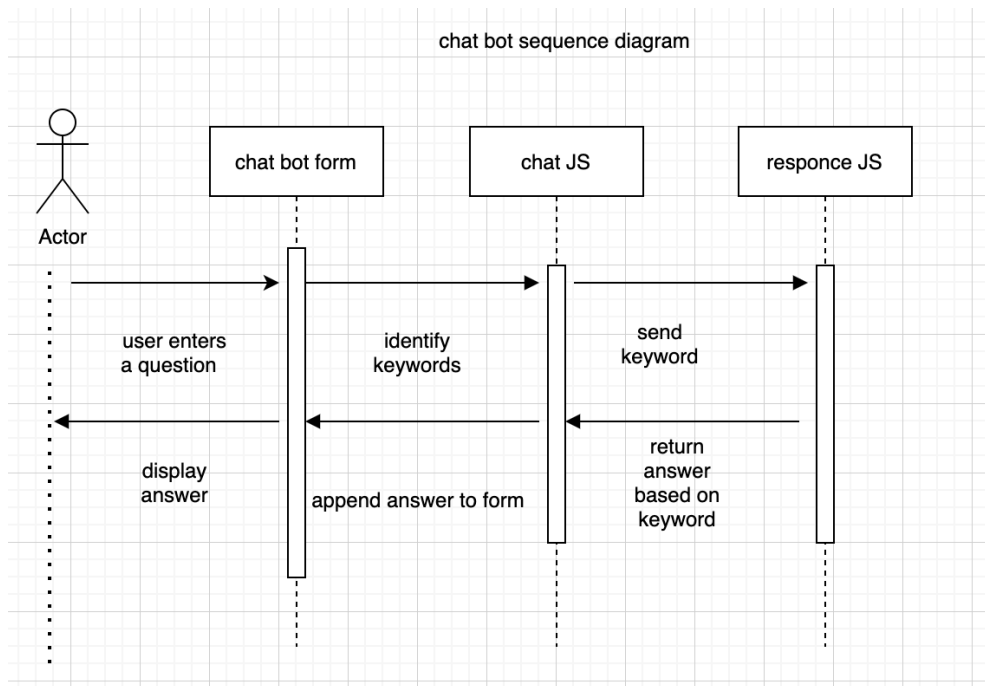 chat bot sequence diagram
chat bot form
chat JS
responce JS
Actor
user enters
a question
identify
keywords
send
keyword
display
answer
append answer to form
return
answer
based on
keyword